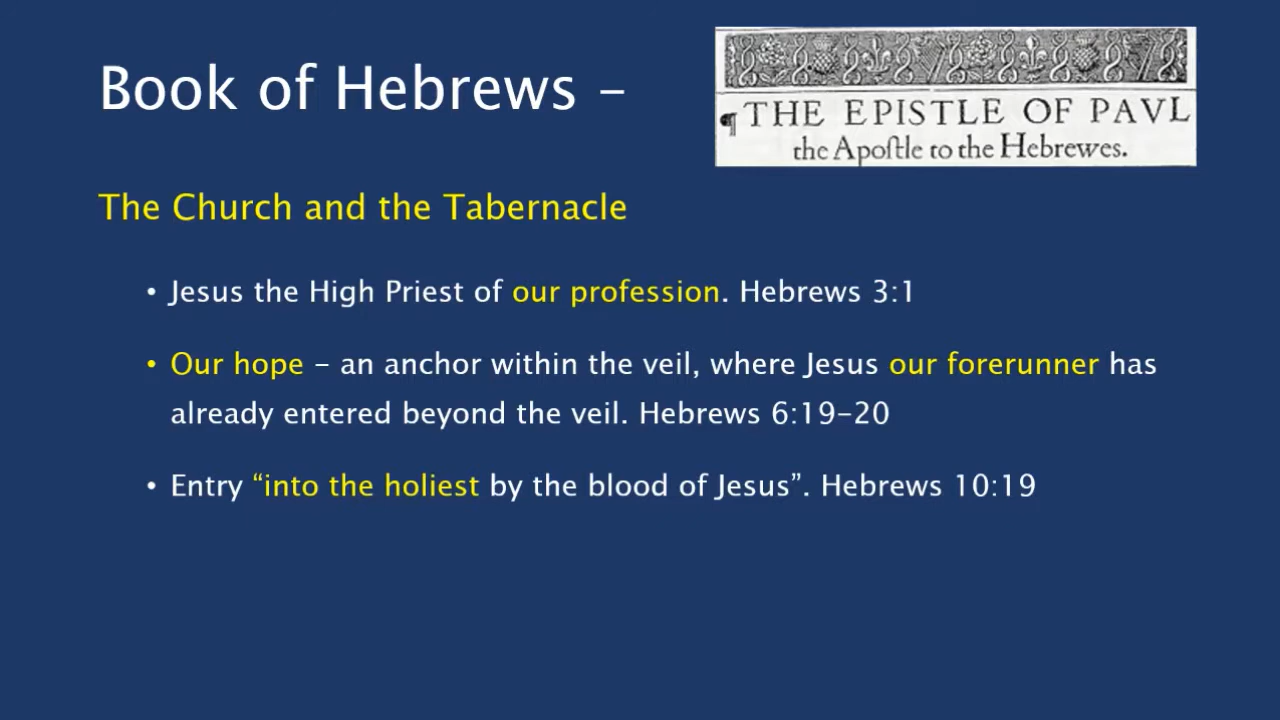 Book of Hebrews –
¶ THE EPISTLE OF PAVL
the Apoſtle to the Hebrewes.
The Church and the Tabernacle
• Jesus the High Priest of our profession. Hebrews 3:1
• Our hope – an anchor within the veil, where Jesus our forerunner has
already entered beyond the veil. Hebrews 6:19-20
• Entry “into the holiest by the blood of Jesus”. Hebrews 10:19